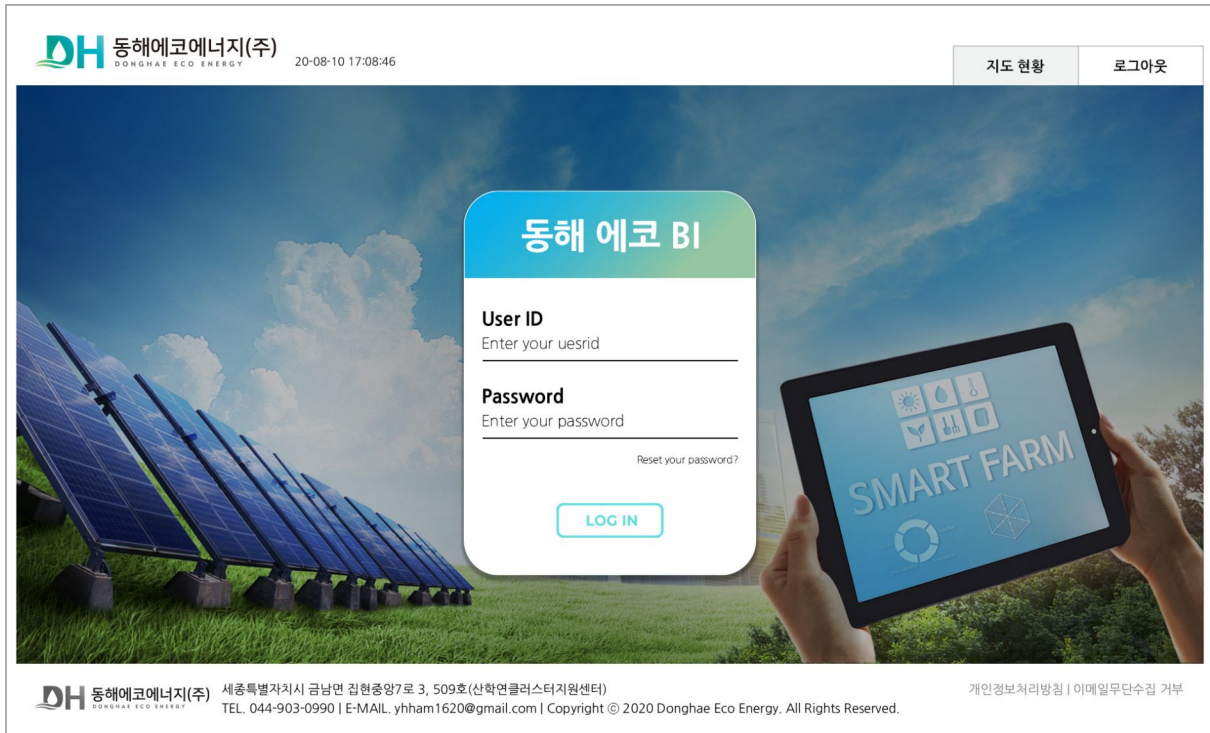 DH 동해에코에너지(주)
DONGHAE ECO ENERGY
20-08-10 17:08:46
지도 현황
로그아웃
동해 에코 BI
User ID
Enter your uesrid
Password
Enter your password
Reset your password?
LOG IN
SMART FARM
DH 동해에코에너지(주)
DONGHAE ECO ENERGY
세종특별자치시 금남면 집현중앙7로 3, 509호(산학연클러스터지원센터)
개인정보처리방침 | 이메일무단수집 거부
TEL. 044-903-0990 | E-MAIL. yhham1620@gmail.com | Copyright ⓒ 2020 Donghae Eco Energy. All Rights Reserved.